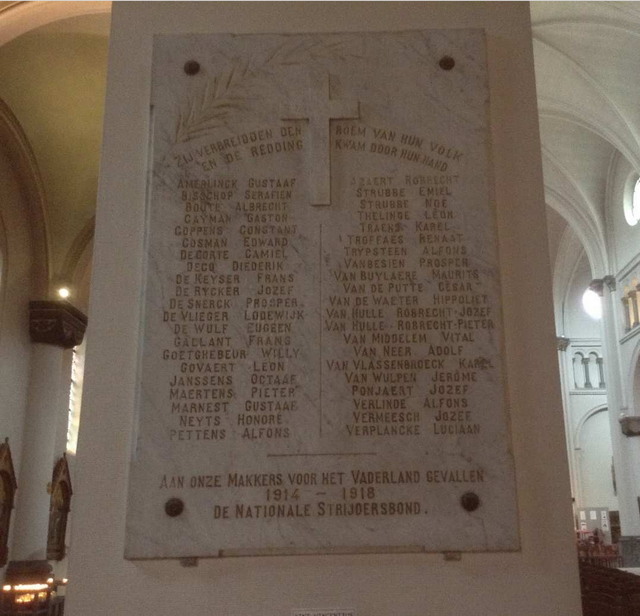 ZIJ VERBREIDDEN DEN ROEM VAN HUN VOLK
EN DE REDDING KWAM DOOR HUN HAND
AMERLINCK GUSTAAF
BISSCHOP SERAFIEN
BOUTE ALBRECHT
CAYMAN GASTON
COPPENS CONSTANT
COSMAN EDWARD
DECORTE CAMIEL
DECQ DIEDERIK
DE KEYSER FRANS
DE RYCKER JOZEF
DE SNERCK PROSPER
DE VLIEGER LODEWIJK
DE WULF EUGEEN
GALLANT FRANS
GOETGHEBEUR WILLY
GOVAERT LEON
JANSSENS OCTAAF
MAERTENS PIETER
MARNEST GUSTAAF
NEYTS HONORÉ
PETTENS ALFONS
ROBRECHT
STRUBBE EMIEL
STRUBBE NOË
THELINGE LEON
TRACHS KAREL
TROFFAES RENAAT
TRYPSTEEN ALFONS
VANBESIEN PROSPER
VAN BUYLAERE MAURITS
VAN DE PUTTE CESAR
VAN DE WAETER HIPPOLIET
VAN HULLE ROBRECHT-JOZEF
VAN HULLE ROBRECHT-PIETER
VAN MIDDELEM VITAL
VAN NEER ADOLF
VAN VLASSENBROECK KAREL
VAN WULPEN JEROME
PONJAERT JOZEF
VERLINDE ALFONS
VERMEESCH JOZEF
VERPLANCKE LUCIAAN
AAN ONZE MAKKERS VOOR HET VADERLAND GEVALLEN
1914 - 1918
DE NATIONALE STRIJDERSBOND.